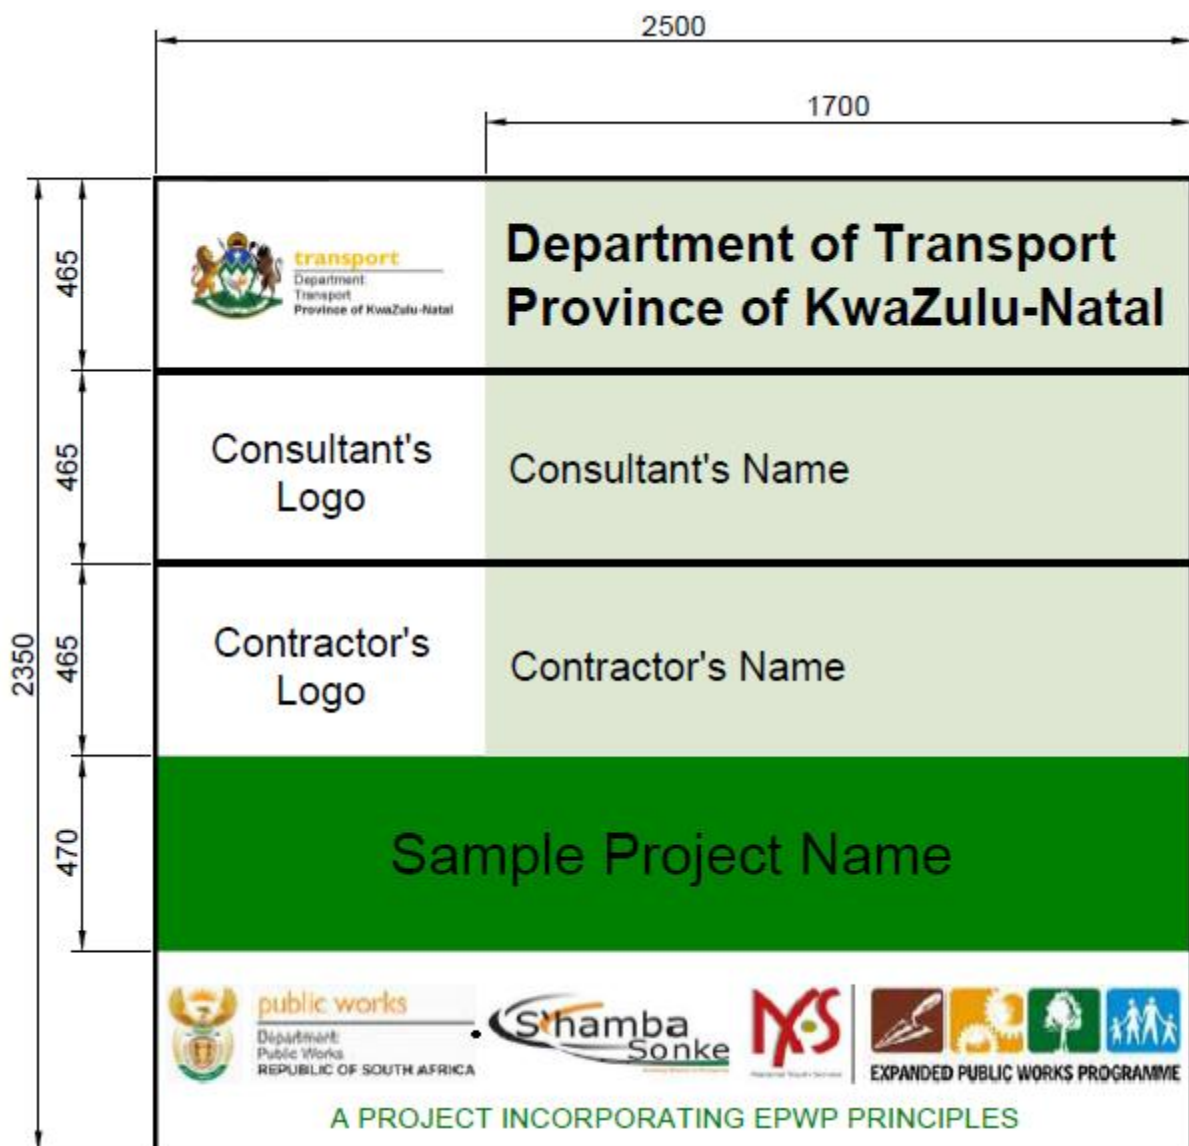 2500
1700
465
transport
Department:
Transport
Province of KwaZulu-Natal
Department of Transport
Province of KwaZulu-Natal
465
Consultant's
Logo
Consultant's Name
2350
465
Contractor's
Logo
Contractor's Name
470
Sample Project Name
public works
Department:
Public Works
REPUBLIC OF SOUTH AFRICA
S'hamba
Sonke
NYS
EXPANDED PUBLIC WORKS PROGRAMME
A PROJECT INCORPORATING EPWP PRINCIPLES